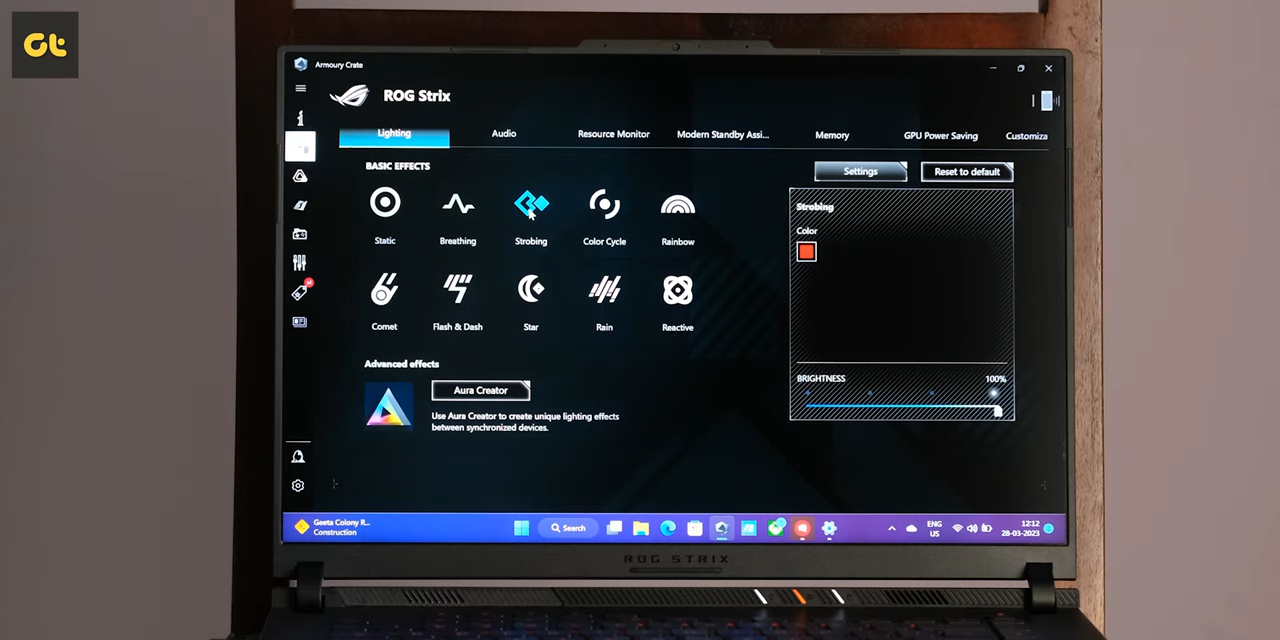 Gt
Armoury Crate
ROG Strix
Lighting
Audio
Resource Monitor
Modern Standby Assi...
Memory
GPU Power Saving
Customiza
BASIC EFFECTS
Settings
Reset to default
Static
Breathing
Strobing
Color Cycle
Rainbow
Strobing
Color
Comet
Flash & Dash
Star
Rain
Reactive
Advanced effects
Aura Creator
Use Aura Creator to create unique lighting effects
between synchronized devices.
BRIGHTNESS
100%
Geeta Colony R...
Construction
Search
ENG
US
12:12
28-03-2023
ROG STRIX